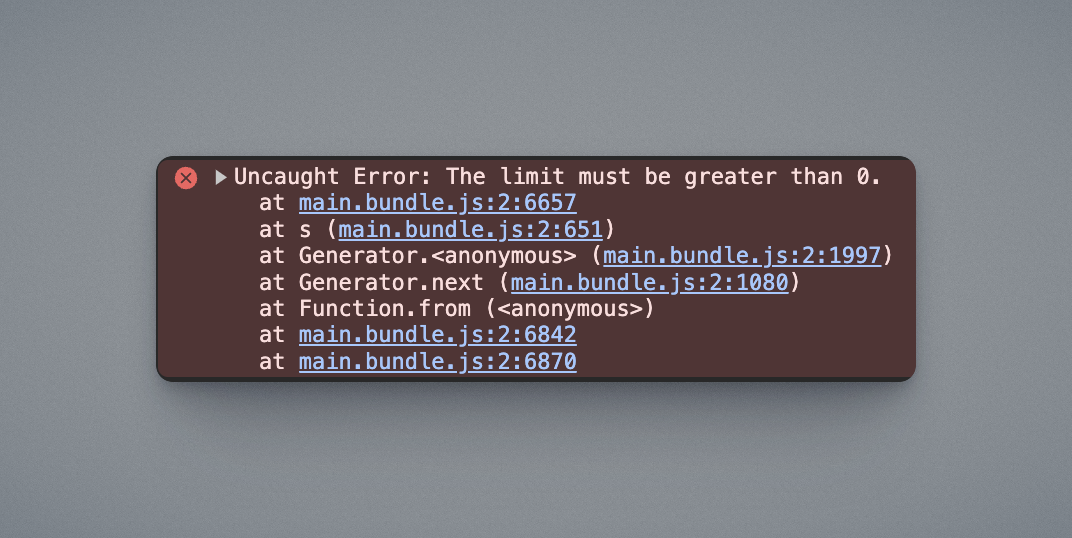 Uncaught Error: The limit must be greater than 0.
at main.bundle.js:2:6657
at s (main.bundle.js:2:651)
at Generator.<anonymous> (main.bundle.js:2:1997)
at Generator.next (main.bundle.js:2:1080)
at Function.from (<anonymous>)
at main.bundle.js:2:6842
at main.bundle.js:2:6870